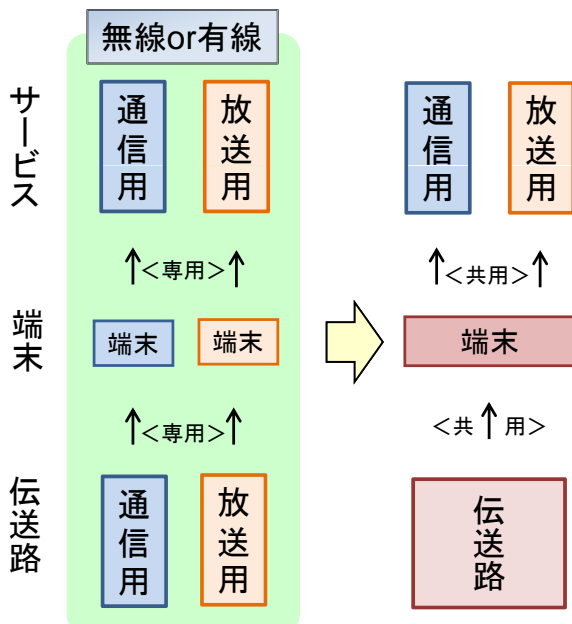 無線or有線
サービス
通信用
放送用
通信用
放送用
<専用>
<共用>
端末
端末
端末
端末
<専用>
<共用>
伝送路
通信用
放送用
伝送路